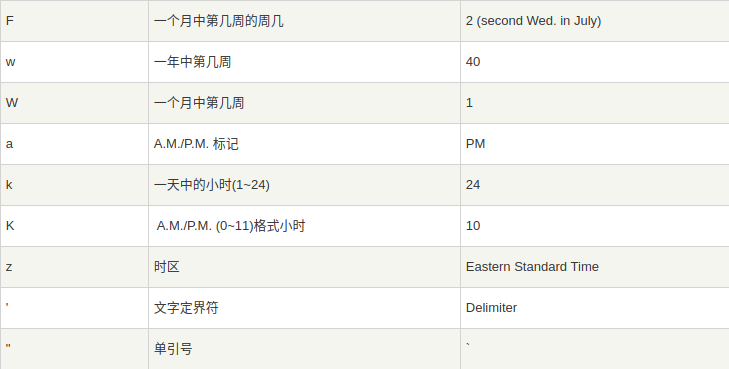 F 一个月中第几周的周几 2 (second Wed. in July)
w 一年中第几周 40
W 一个月中第几周 1
a A.M./P.M. 标记 PM
k 一天中的小时(1~24) 24
K A.M./P.M. (0~11)格式小时 10
z 时区 Eastern Standard Time
' 文字定界符 Delimiter
" 单引号 `